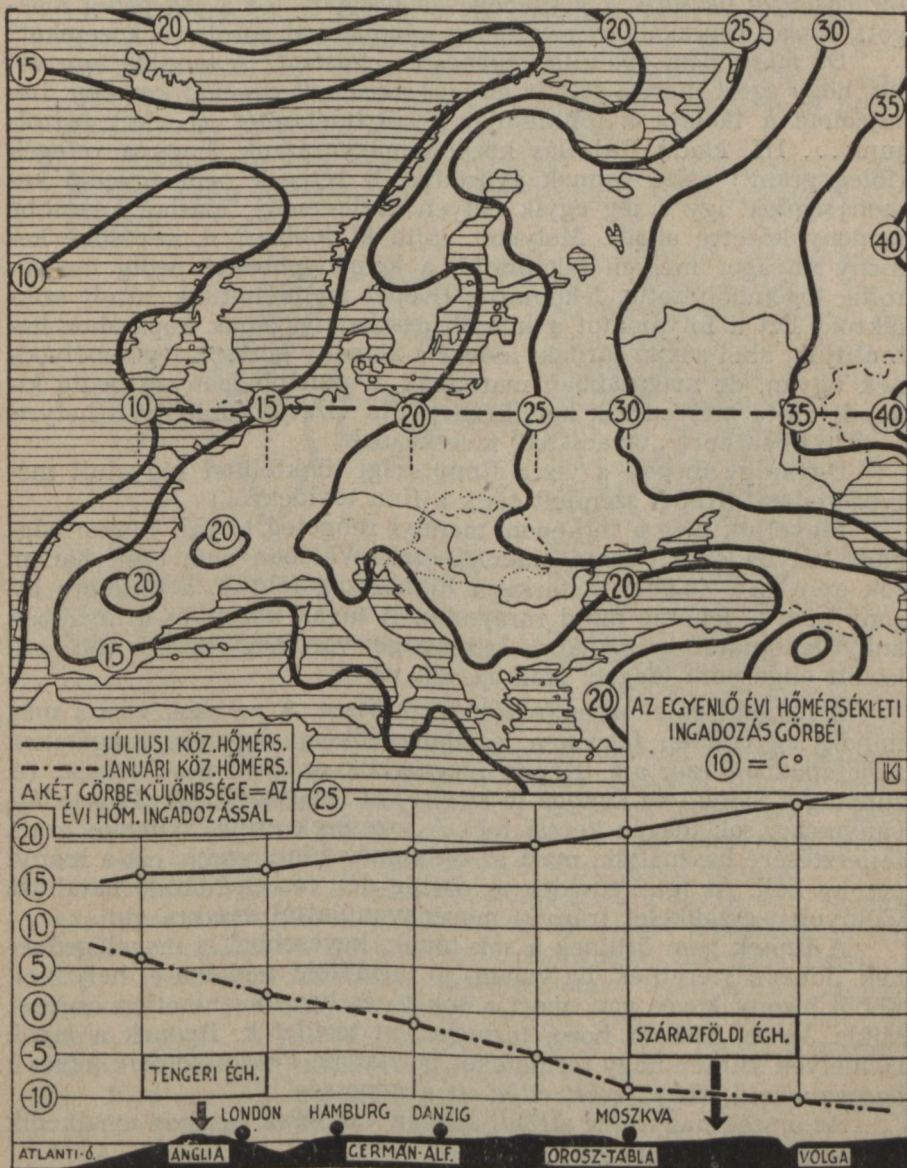 20
20
25
30
15
35
40
10
10
15
20
25
30
35
40
20
20
20
15
20
AZ EGYENLŐ ÉVI HŐMÉRSÉKLETI
INGADOZÁS GÖRBÉI
10 = C°
JÚLIUSI KÖZ.HŐMÉRS.
JANUÁRI KÖZ.HŐMÉRS.
A KÉT GÖRBE KÜLÖNBSÉGE=AZ
ÉVI HŐM. INGADOZÁSSAL
25
20
15
10
5
0
-5
-10
TENGERI ÉGH.
SZÁRAZFÖLDI ÉGH.
LONDON HAMBURG DANZIG MOSZKVA
ATLANTI-Ó. ANGLIA GERMÁN-ALF. OROSZ-TÁBLA VOLGA